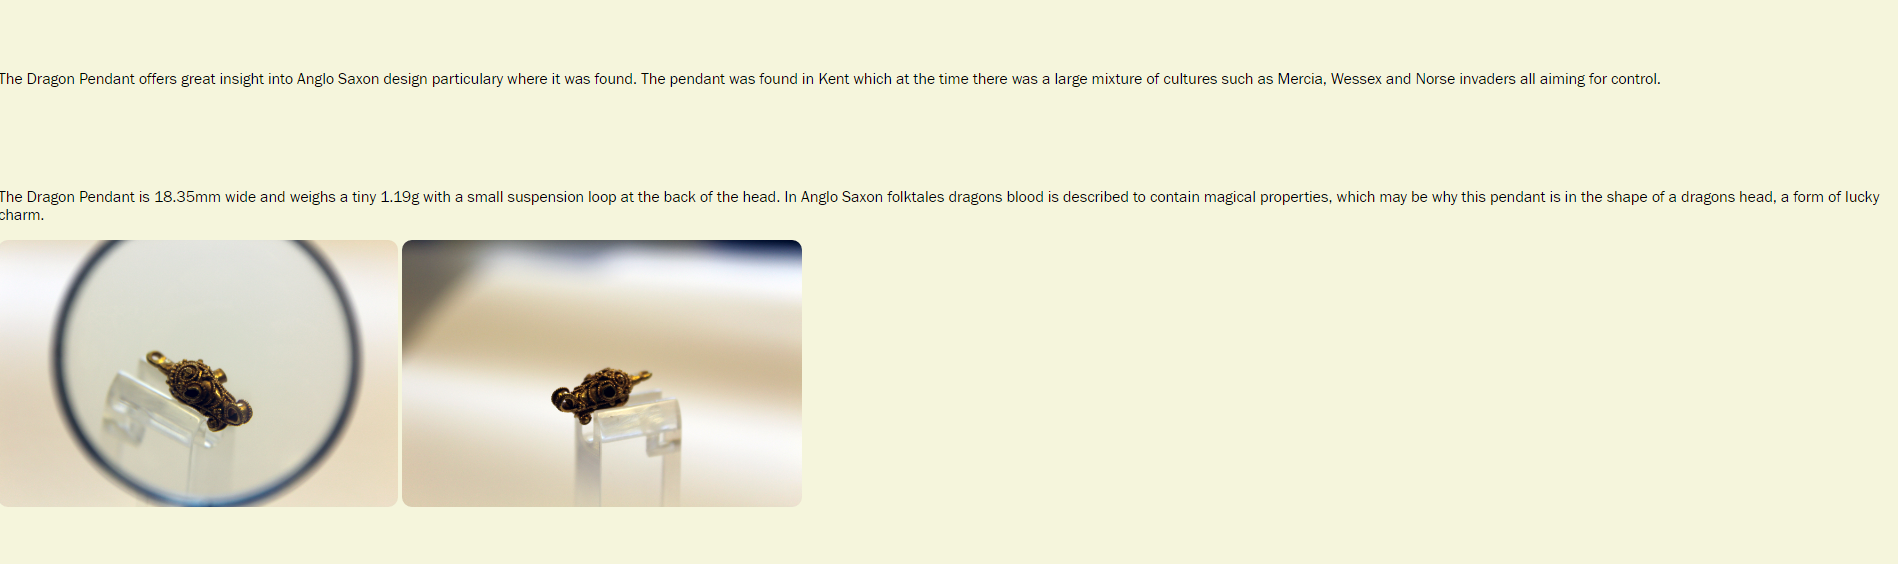 The Dragon Pendant offers great insight into Anglo Saxon design particulary where it was found. The pendant was found in Kent which at the time there was a large mixture of cultures such as Mercia, Wessex and Norse invaders all aiming for control.
The Dragon Pendant is 18.35mm wide and weighs a tiny 1.19g with a small suspension loop at the back of the head. In Anglo Saxon folktales dragons blood is described to contain magical properties, which may be why this pendant is in the shape of a dragons head, a form of lucky
charm.